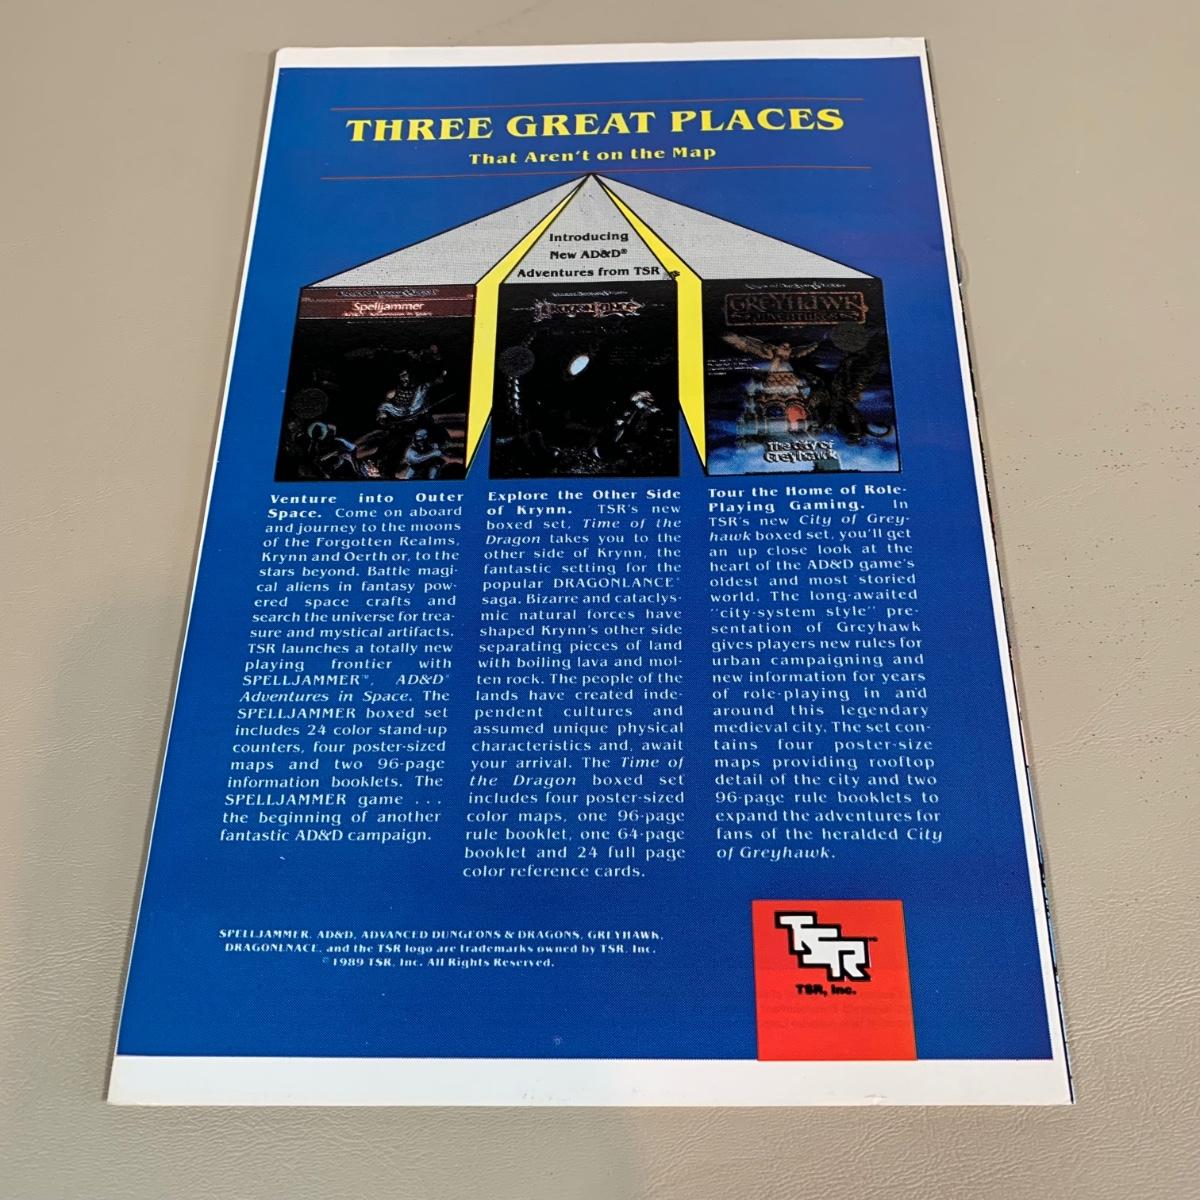 THREE GREAT PLACES
That Aren't on the Map
Introducing
New AD&D®
Adventures from TSR
Spelljammer
DragonLance
GREYHAWK
ADVENTURES
The City of
Greyhawk
Venture into Outer
Space. Come on aboard
and journey to the moons
of the Forgotten Realms,
Krynn and Oerth or, to the
stars beyond. Battle magi-
cal aliens in fantasy pow-
ered space crafts and
search the universe for trea-
sure and mystical artifacts.
TSR launches a totally new
playing frontier with
SPELLJAMMER™, AD&D®
Adventures in Space. The
SPELLJAMMER boxed set
includes 24 color stand-up
counters, four poster-sized
maps and two 96-page
information booklets. The
SPELLJAMMER game . . .
the beginning of another
fantastic AD&D campaign.
Explore the Other Side
of Krynn. TSR's new
boxed set, Time of the
Dragon takes you to the
other side of Krynn, the
fantastic setting for the
popular DRAGONLANCE®
saga. Bizarre and cataclys-
mic natural forces have
shaped Krynn's other side
separating pieces of land
with boiling lava and mol-
ten rock. The people of the
lands have created inde-
pendent cultures and
assumed unique physical
characteristics and, await
your arrival. The Time of
the Dragon boxed set
includes four poster-sized
color maps, one 96-page
rule booklet, one 64-page
booklet and 24 full page
color reference cards.
Tour the Home of Role-
Playing Gaming. In
TSR's new City of Grey-
hawk boxed set, you'll get
an up close look at the
heart of the AD&D game's
oldest and most storied
world. The long-awaited
"city-system style" pre-
sentation of Greyhawk
gives players new rules for
urban campaigning and
new information for years
of role-playing in and
around this legendary
medieval city. The set con-
tains four poster-size
maps providing rooftop
detail of the city and two
96-page rule booklets to
expand the adventures for
fans of the heralded City
of Greyhawk.
SPELLJAMMER, AD&D, ADVANCED DUNGEONS & DRAGONS, GREYHAWK,
DRAGONLNACE, and the TSR logo are trademarks owned by TSR, Inc.
©1989 TSR, Inc. All Rights Reserved.
TSR™
TSR, Inc.